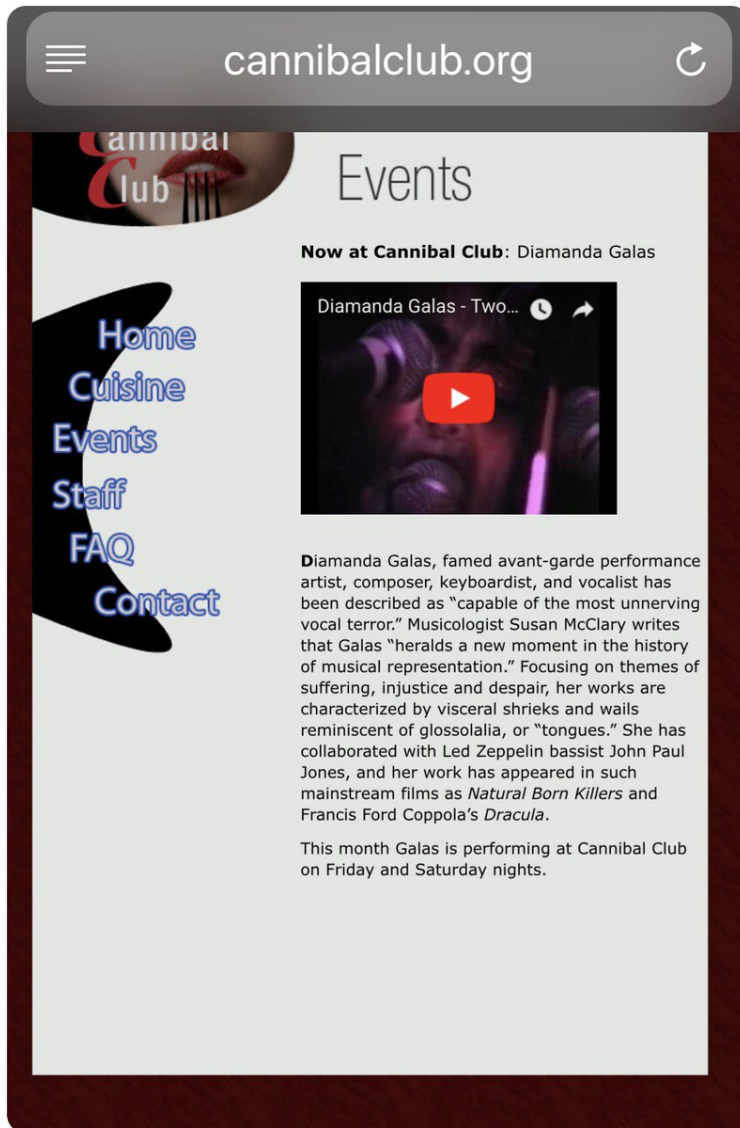 cannibalclub.org
Cannibal
Club
Events
Now at Cannibal Club: Diamanda Galas
Diamanda Galas - Two...
Home
Cuisine
Events
Staff
FAQ
Contact
Diamanda Galas, famed avant-garde performance
artist, composer, keyboardist, and vocalist has
been described as “capable of the most unnerving
vocal terror.” Musicologist Susan McClary writes
that Galas “heralds a new moment in the history
of musical representation.” Focusing on themes of
suffering, injustice and despair, her works are
characterized by visceral shrieks and wails
reminiscent of glossolalia, or “tongues.” She has
collaborated with Led Zeppelin bassist John Paul
Jones, and her work has appeared in such
mainstream films as Natural Born Killers and
Francis Ford Coppola’s Dracula.
This month Galas is performing at Cannibal Club
on Friday and Saturday nights.